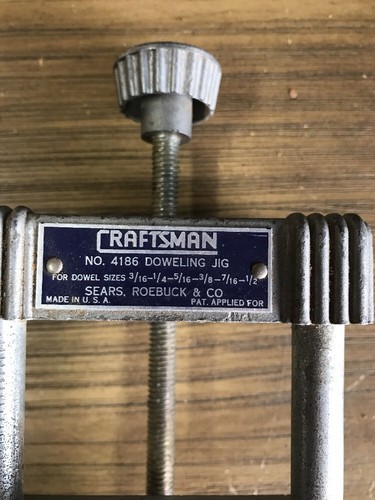 CRAFTSMAN
NO. 4186 DOWELING JIG
FOR DOWEL SIZES 3/16-1/4-5/16-3/8-7/16-1/2
SEARS, ROEBUCK & CO
MADE IN U.S.A. PAT. APPLIED FOR